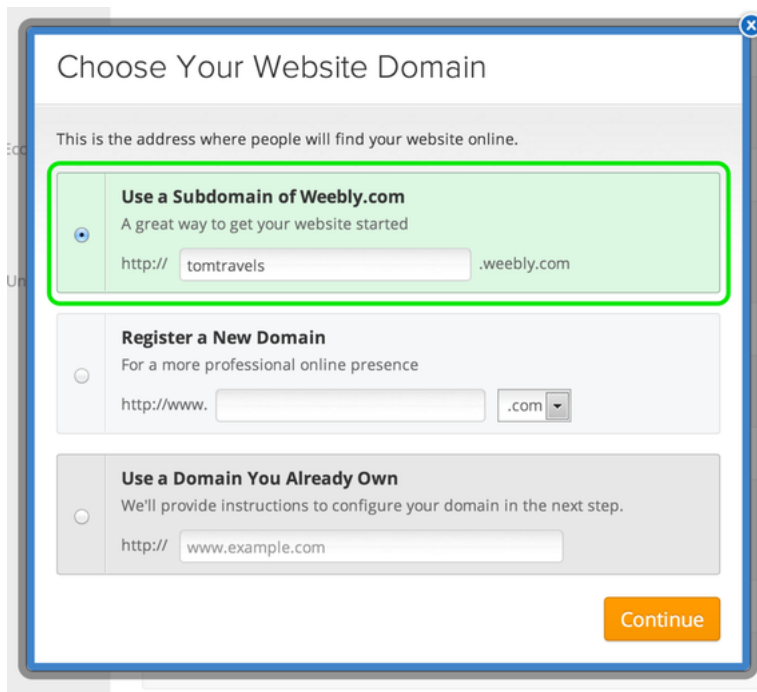 Choose Your Website Domain
This is the address where people will find your website online.
Use a Subdomain of Weebly.com
A great way to get your website started
http:// tomtravels .weebly.com
Register a New Domain
For a more professional online presence
http://www. .com
Use a Domain You Already Own
We'll provide instructions to configure your domain in the next step.
http:// www.example.com
Continue